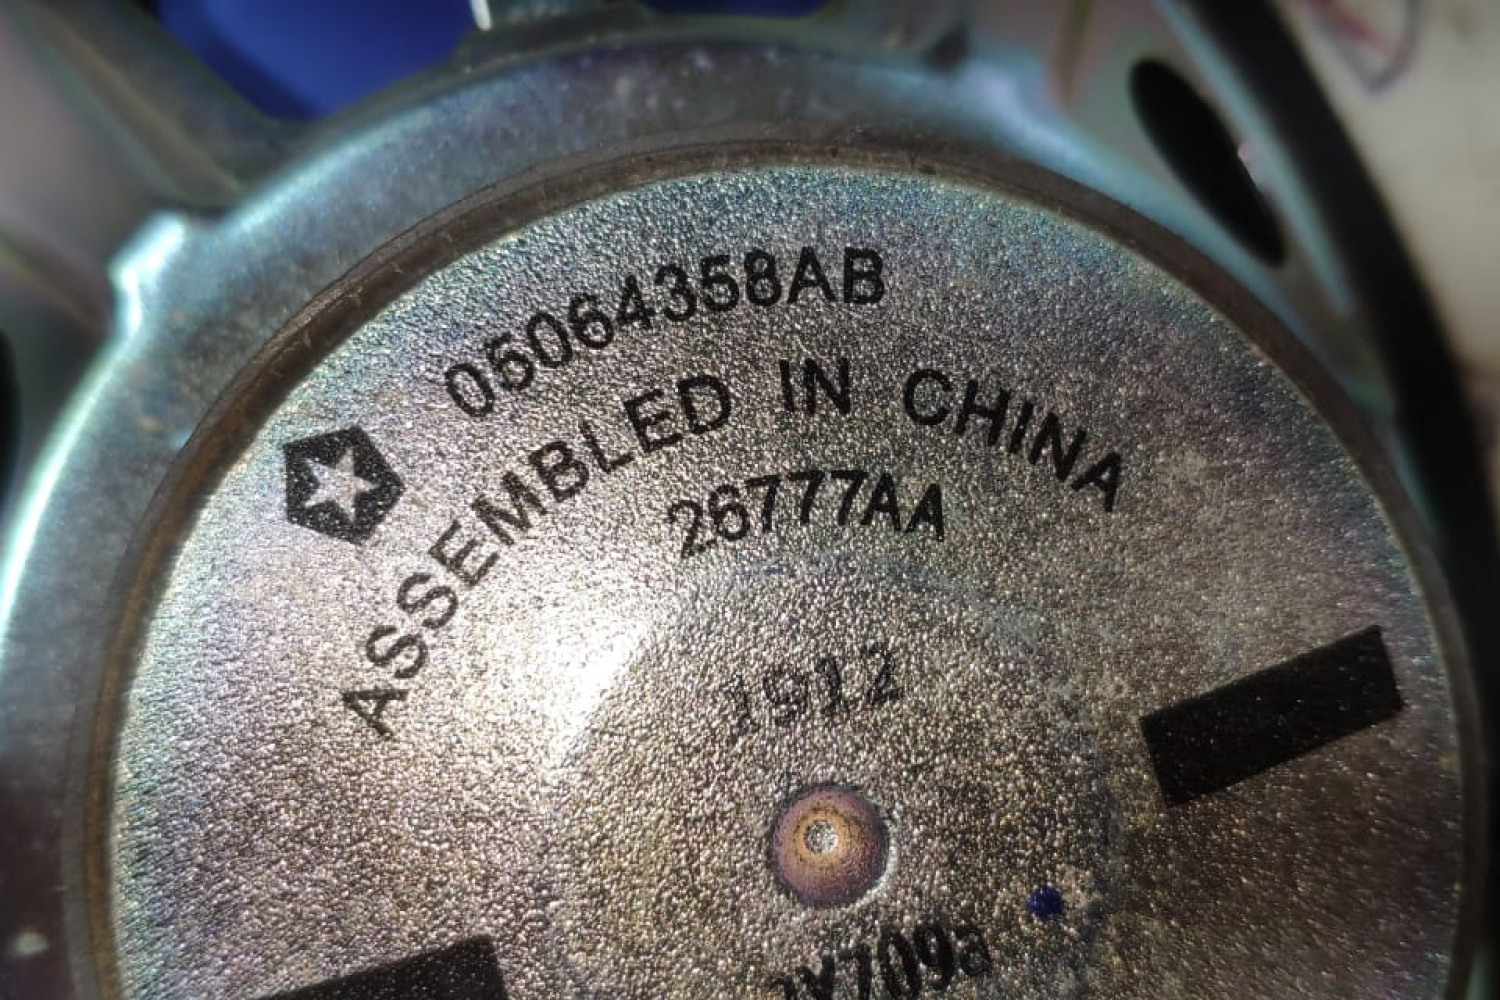 05064358AB
ASSEMBLED IN CHINA
26777AA
1912